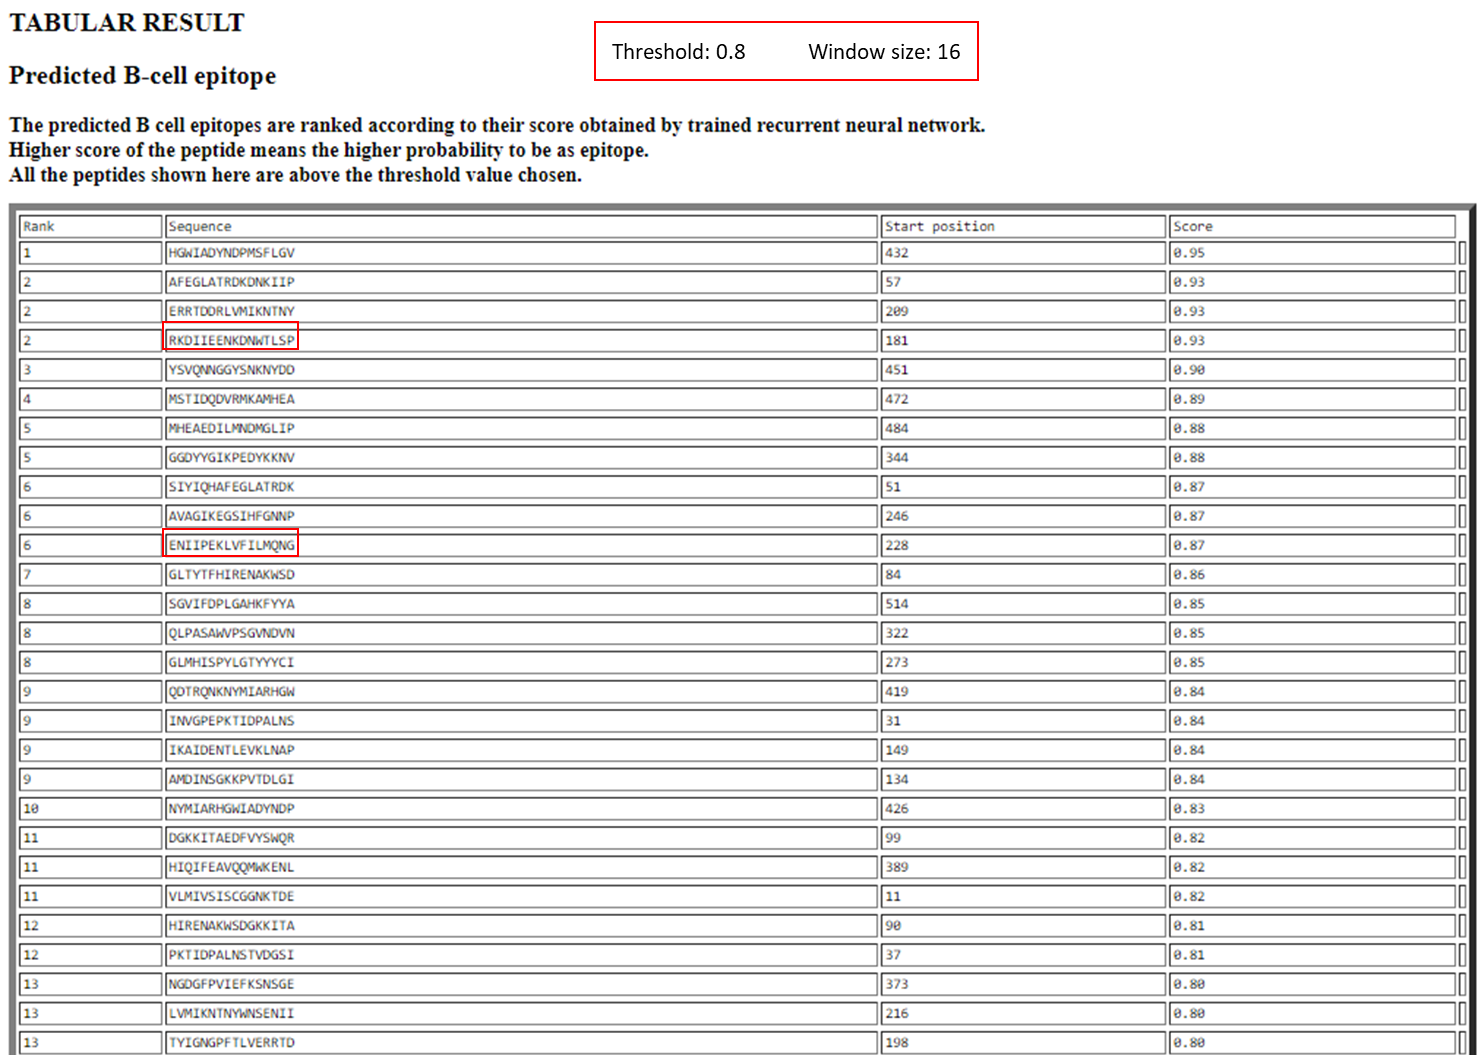 TABULAR RESULT
Threshold: 0.8 Window size: 16
Predicted B-cell epitope
The predicted B cell epitopes are ranked according to their score obtained by trained recurrent neural network.
Higher score of the peptide means the higher probability to be as epitope.
All the peptides shown here are above the threshold value chosen.
Rank Sequence Start position Score
1 HGWIADYNDPMSFLGV 432 0.95
2 AFEGLATRDKDNKIIP 57 0.93
2 ERRTDDRLVMIKNTNY 209 0.93
2 RKDIIEENKDNWTLSP 181 0.93
3 YSVQNNGGYSNKNYDD 451 0.90
4 MSTIDQDVRMKAMHEA 472 0.89
5 MHEAEDILMNDMGLIP 484 0.88
5 GGDYYGIKPEDYKKNV 344 0.88
6 SIYIQHAFEGLATRDK 51 0.87
6 AVAGIKEGSIHFGNNP 246 0.87
6 ENIIPEKLVFILMQNG 228 0.87
7 GLTYTFHIRENAKWSD 84 0.86
8 SGVIFDPLGAHKFYYA 514 0.85
8 QLPASAWVPSGVNDVN 322 0.85
8 GLMHISPYLGTYYYCI 273 0.85
9 QDTRQNKNYMIARHGW 419 0.84
9 INVGPEPKTIDPALNS 31 0.84
9 IKAIDENTLEVKLNAP 149 0.84
9 AMDINSGKKPVTDLGI 134 0.84
10 NYMIARHGWIADYNDP 426 0.83
11 DGKKITAEDFVYSWQR 99 0.82
11 HIQIFEAVQQMWKENL 389 0.82
11 VLMIVSISCGGNKTDE 11 0.82
12 HIRENAKWSDGKKITA 90 0.81
12 PKTIDPALNSTVDGSI 37 0.81
13 NGDGFPVIEFKSNSGE 373 0.80
13 LVMIKNTNYWNSENII 216 0.80
13 TYIGNGPFTLVERRTD 198 0.80